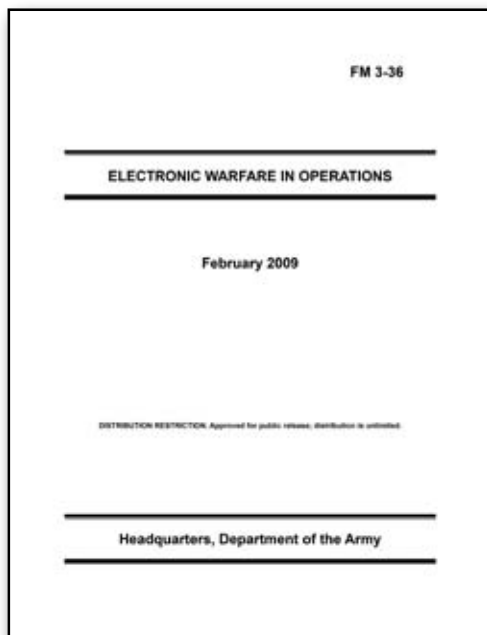 FM 3-36
ELECTRONIC WARFARE IN OPERATIONS
February 2009
DISTRIBUTION RESTRICTION: Approved for public release; distribution is unlimited.
Headquarters, Department of the Army